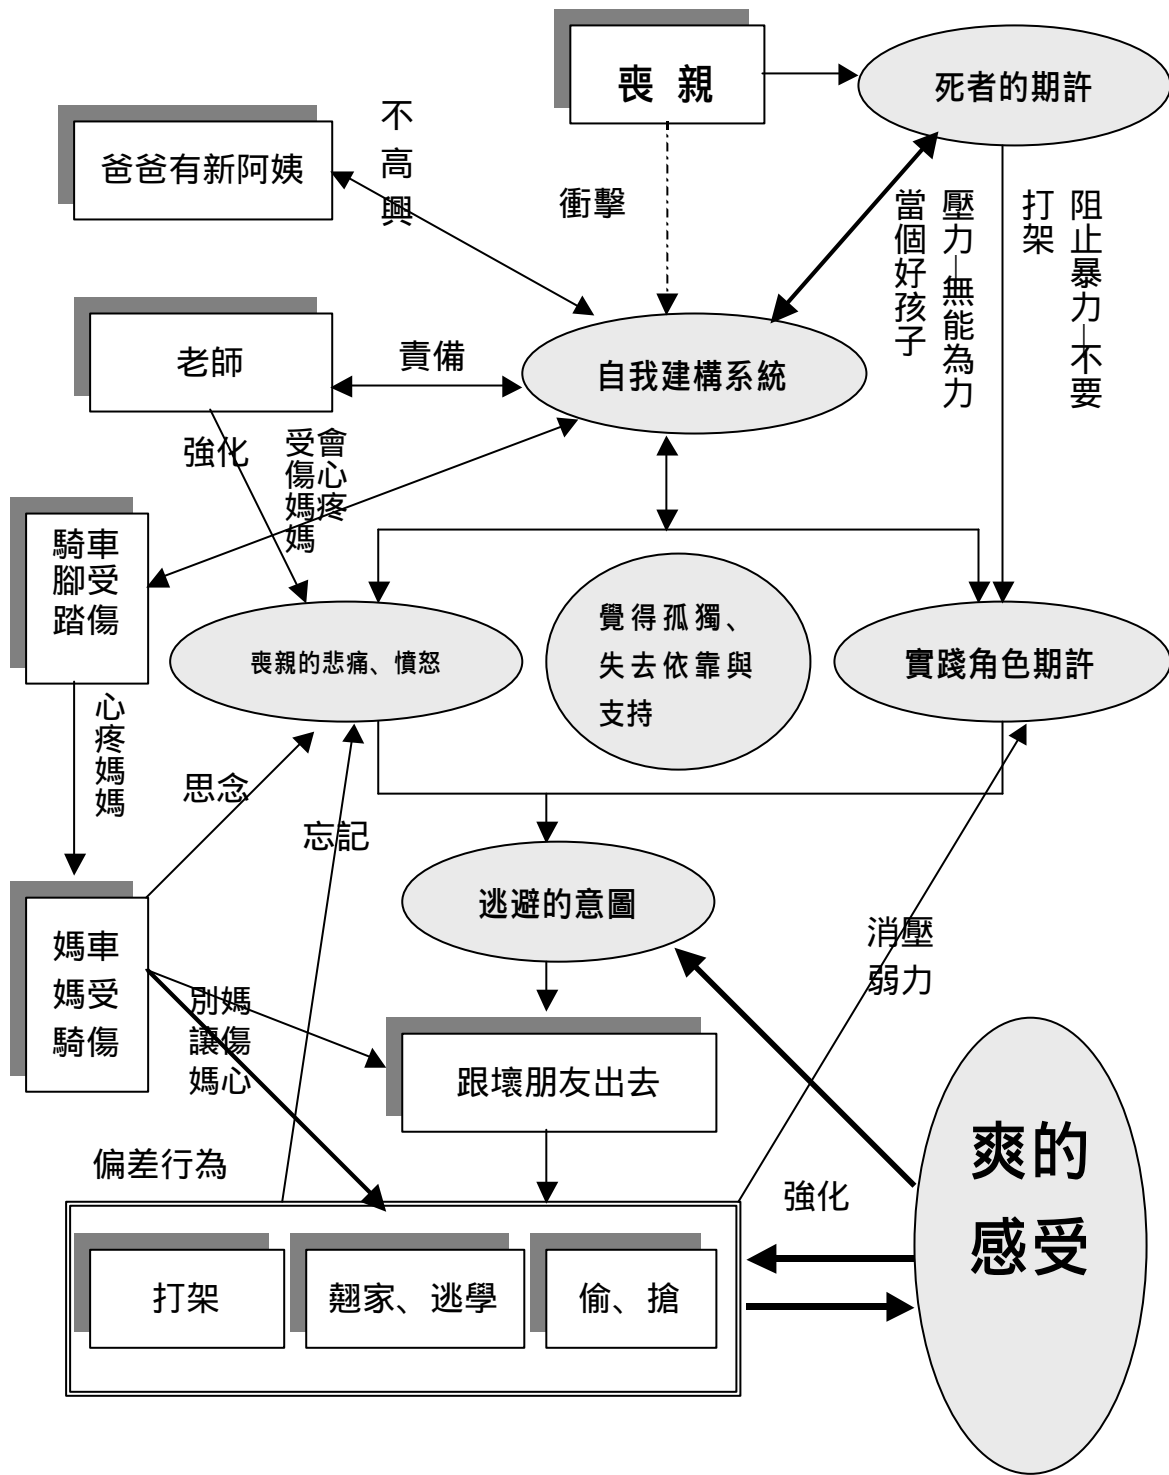 喪 親
死者的期許
爸爸有新阿姨
不高興
衝擊
壓力—無能為力
當個好孩子
阻止暴力—不要
打架
老師
責備
自我建構系統
強化
會心疼
受傷媽媽
騎車
腳受
踏傷
喪親的悲痛、憤怒
覺得孤獨、
失去依靠與
支持
實踐角色期許
心疼媽媽
思念
忘記
逃避的意圖
消壓
弱力
媽車
媽受
騎傷
別媽
讓傷
媽心
跟壞朋友出去
偏差行為
強化
爽的
感受
打架
翹家、逃學
偷、搶